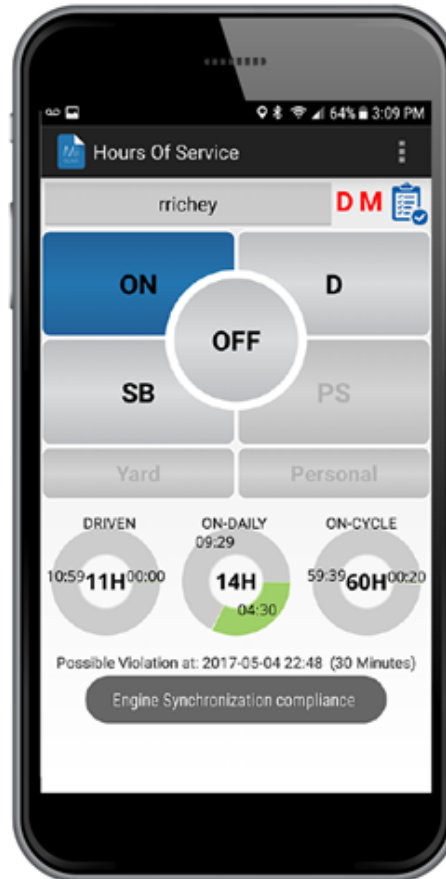 64% 3:09 PM
Hours Of Service
rrichey
D M
ON
D
OFF
SB
PS
Yard
Personal
DRIVEN
ON-DAILY
ON-CYCLE
10:59 11H 00:00
09:29
14H
04:30
59:39 60H 00:20
Possible Violation at: 2017-05-04 22:48 (30 Minutes)
Engine Synchronization compliance